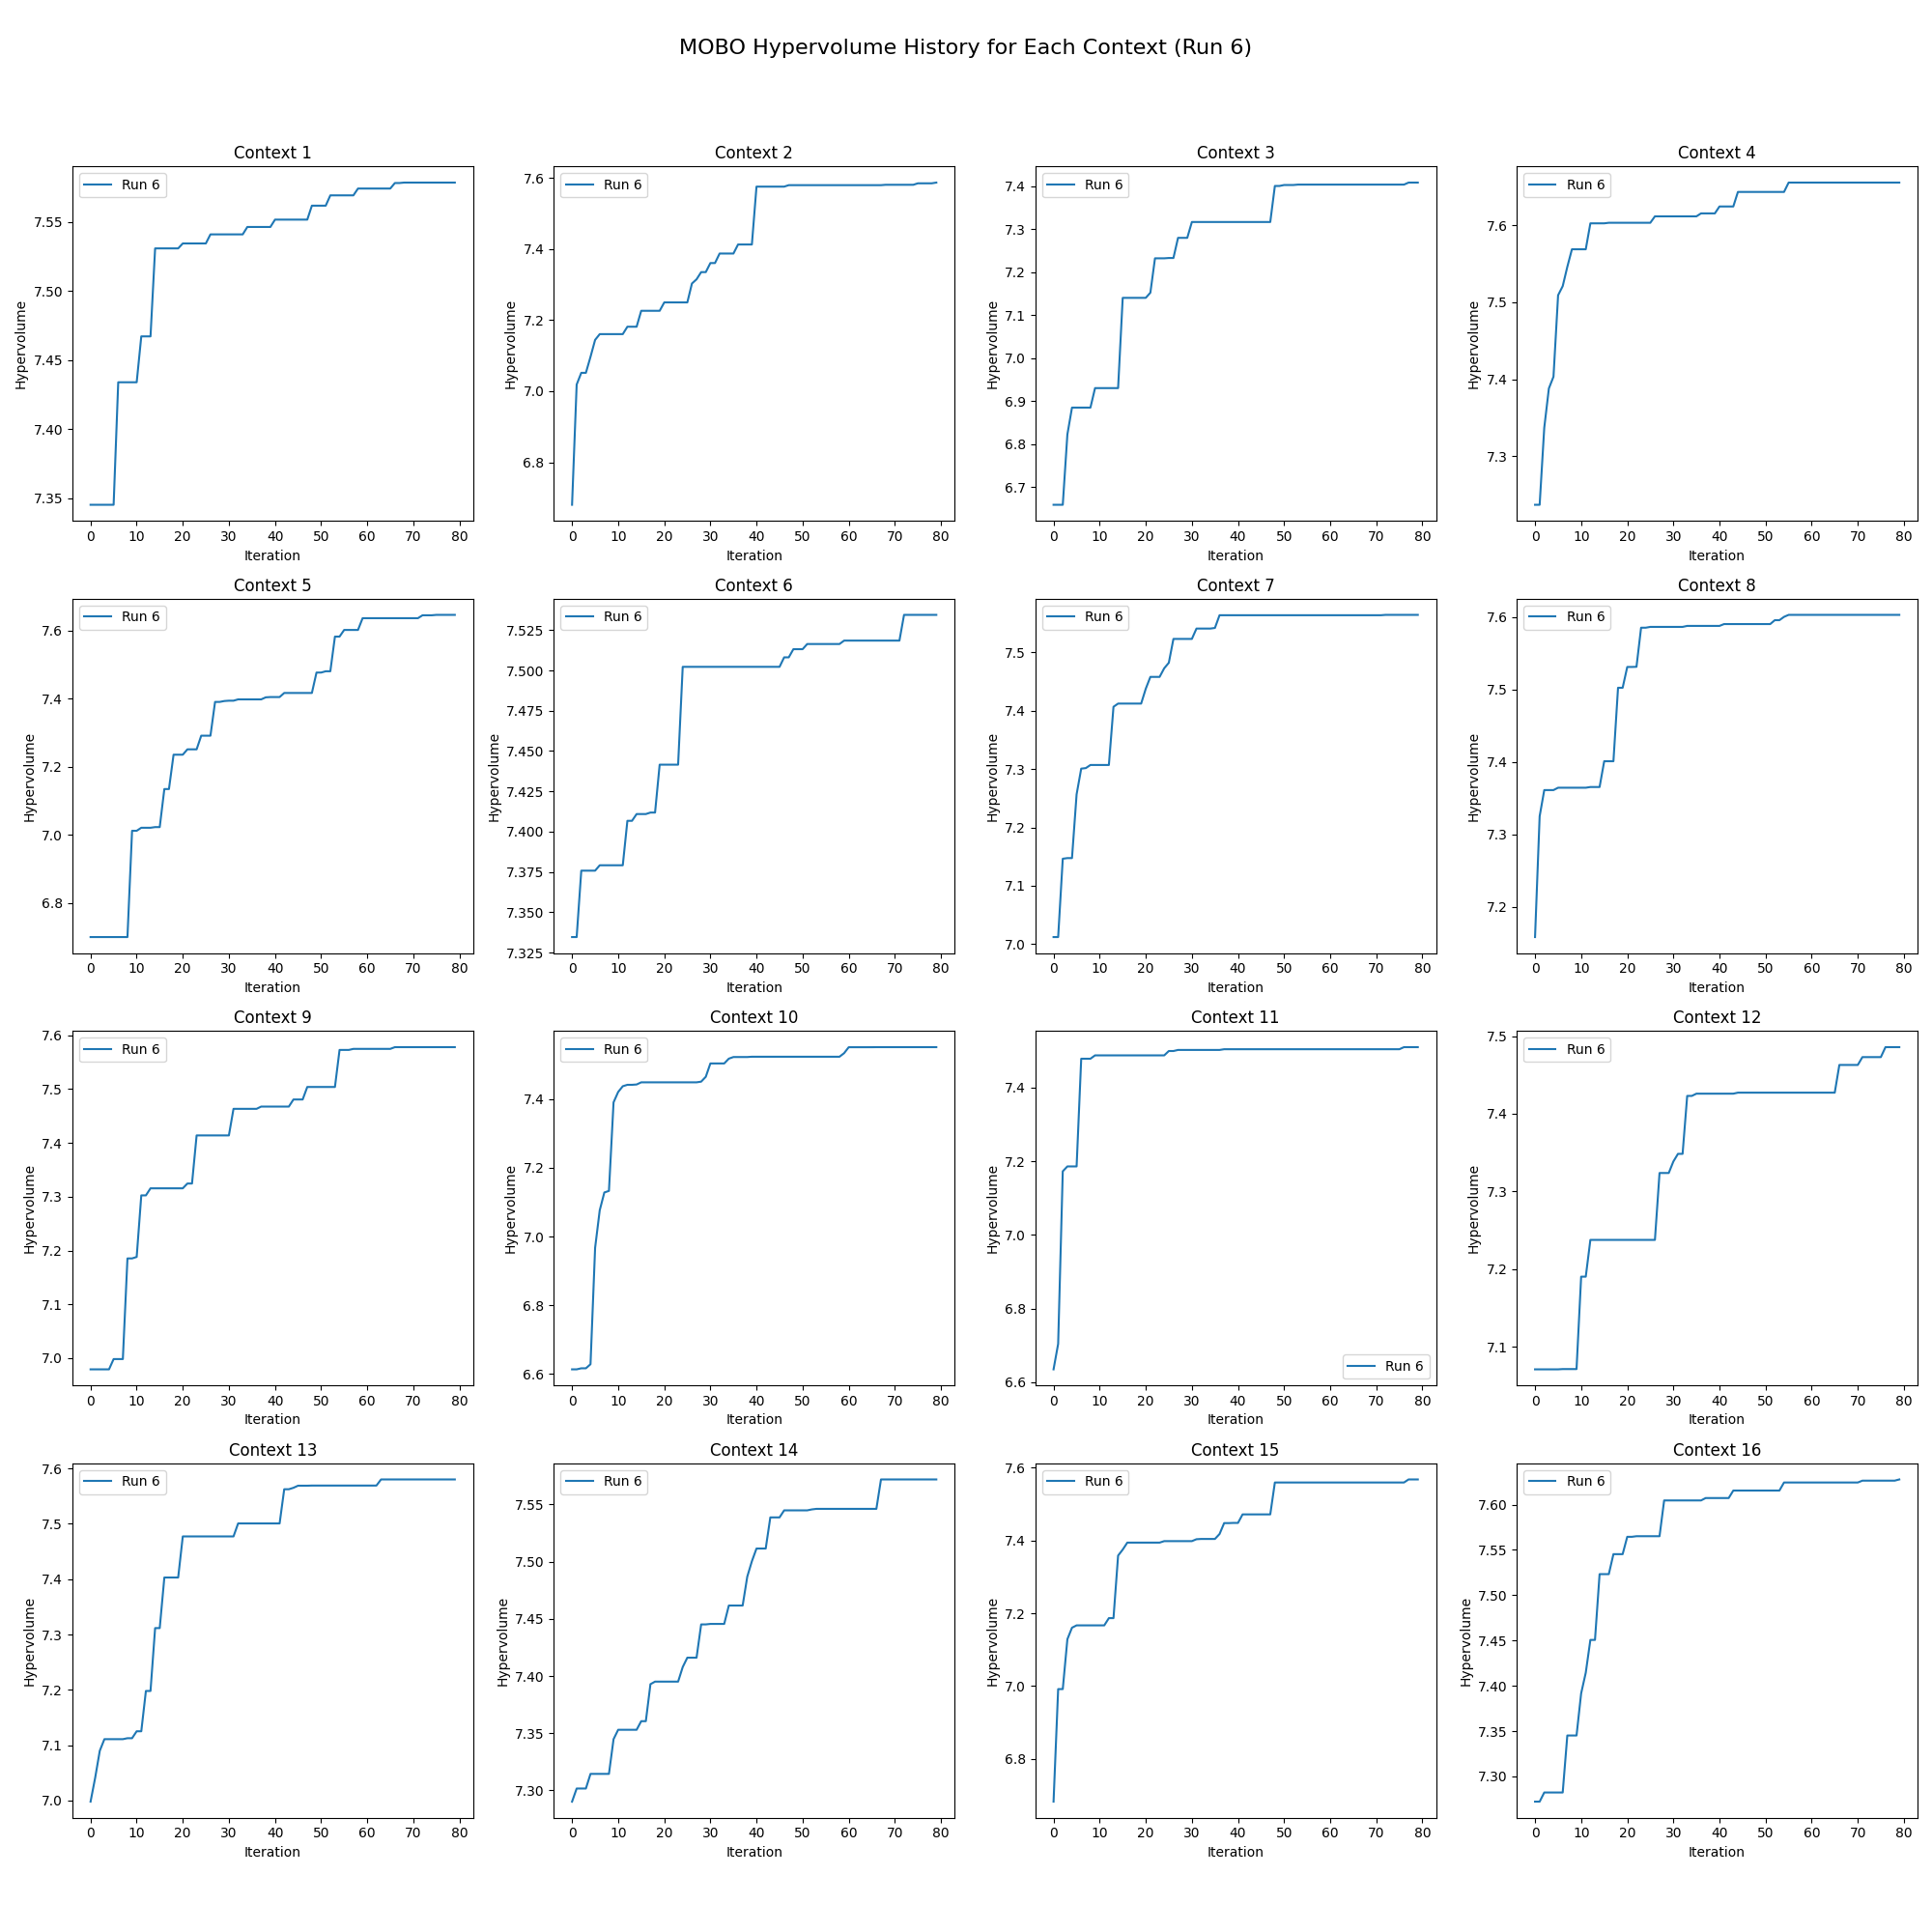 MOBO Hypervolume History for Each Context (Run 6)
Context 1
Run 6
Hypervolume
7.55
7.50
7.45
7.40
7.35
0 10 20 30 40 50 60 70 80
Iteration
Context 2
Run 6
Hypervolume
7.6
7.4
7.2
7.0
6.8
0 10 20 30 40 50 60 70 80
Iteration
Context 3
Run 6
Hypervolume
7.4
7.3
7.2
7.1
7.0
6.9
6.8
6.7
0 10 20 30 40 50 60 70 80
Iteration
Context 4
Run 6
Hypervolume
7.6
7.5
7.4
7.3
0 10 20 30 40 50 60 70 80
Iteration
Context 5
Run 6
Hypervolume
7.6
7.4
7.2
7.0
6.8
0 10 20 30 40 50 60 70 80
Iteration
Context 6
Run 6
Hypervolume
7.525
7.500
7.475
7.450
7.425
7.400
7.375
7.350
7.325
0 10 20 30 40 50 60 70 80
Iteration
Context 7
Run 6
Hypervolume
7.5
7.4
7.3
7.2
7.1
7.0
0 10 20 30 40 50 60 70 80
Iteration
Context 8
Run 6
Hypervolume
7.6
7.5
7.4
7.3
7.2
0 10 20 30 40 50 60 70 80
Iteration
Context 9
Run 6
Hypervolume
7.6
7.5
7.4
7.3
7.2
7.1
7.0
0 10 20 30 40 50 60 70 80
Iteration
Context 10
Run 6
Hypervolume
7.4
7.2
7.0
6.8
6.6
0 10 20 30 40 50 60 70 80
Iteration
Context 11
Hypervolume
7.4
7.2
7.0
6.8
6.6
Run 6
0 10 20 30 40 50 60 70 80
Iteration
Context 12
Run 6
Hypervolume
7.5
7.4
7.3
7.2
7.1
0 10 20 30 40 50 60 70 80
Iteration
Context 13
Run 6
Hypervolume
7.6
7.5
7.4
7.3
7.2
7.1
7.0
0 10 20 30 40 50 60 70 80
Iteration
Context 14
Run 6
Hypervolume
7.55
7.50
7.45
7.40
7.35
7.30
0 10 20 30 40 50 60 70 80
Iteration
Context 15
Run 6
Hypervolume
7.6
7.4
7.2
7.0
6.8
0 10 20 30 40 50 60 70 80
Iteration
Context 16
Run 6
Hypervolume
7.60
7.55
7.50
7.45
7.40
7.35
7.30
0 10 20 30 40 50 60 70 80
Iteration